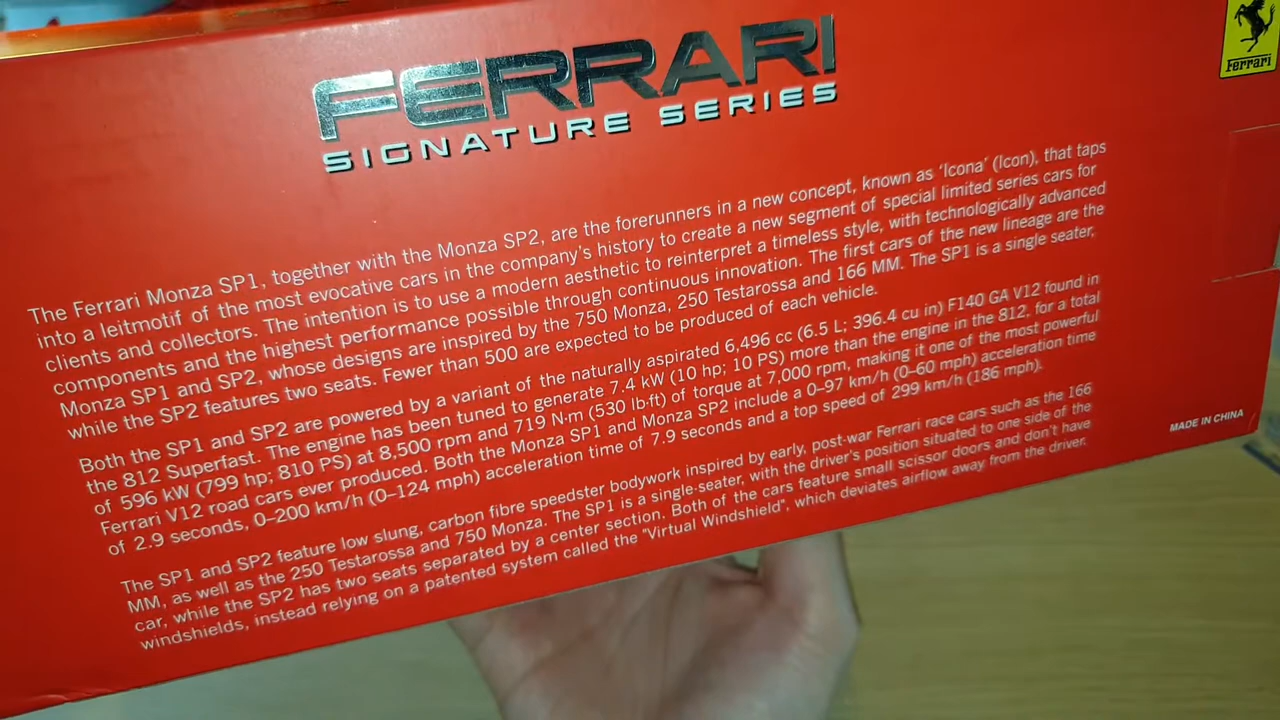 FERRARI
SIGNATURE SERIES
Ferrari
The Ferrari Monza SP1, together with the Monza SP2, are the forerunners in a new concept, known as 'Icona' (Icon), that taps
into a leitmotif of the most evocative cars in the company's history to create a new segment of special limited series cars for
clients and collectors. The intention is to use a modern aesthetic to reinterpret a timeless style, with technologically advanced
components and the highest performance possible through continuous innovation. The first cars of the new lineage are the
Monza SP1 and SP2, whose designs are inspired by the 750 Monza, 250 Testarossa and 166 MM. The SP1 is a single seater,
while the SP2 features two seats. Fewer than 500 are expected to be produced of each vehicle.
Both the SP1 and SP2 are powered by a variant of the naturally aspirated 6,496 cc (6.5 L; 396.4 cu in) F140 GA V12 found in
the 812 Superfast. The engine has been tuned to generate 7.4 kW (10 hp; 10 PS) more than the engine in the 812, for a total
of 596 kW (799 hp; 810 PS) at 8,500 rpm and 719 N·m (530 lb·ft) of torque at 7,000 rpm, making it one of the most powerful
Ferrari V12 road cars ever produced. Both the Monza SP1 and Monza SP2 include a 0–97 km/h (0–60 mph) acceleration time
of 2.9 seconds, 0–200 km/h (0–124 mph) acceleration time of 7.9 seconds and a top speed of 299 km/h (186 mph).
The SP1 and SP2 feature low slung, carbon fibre speedster bodywork inspired by early, post-war Ferrari race cars such as the 166
MM, as well as the 250 Testarossa and 750 Monza. The SP1 is a single-seater, with the driver's position situated to one side of the
car, while the SP2 has two seats separated by a center section. Both of the cars feature small scissor doors and don't have
windshields, instead relying on a patented system called the "Virtual Windshield", which deviates airflow away from the driver.
MADE IN CHINA